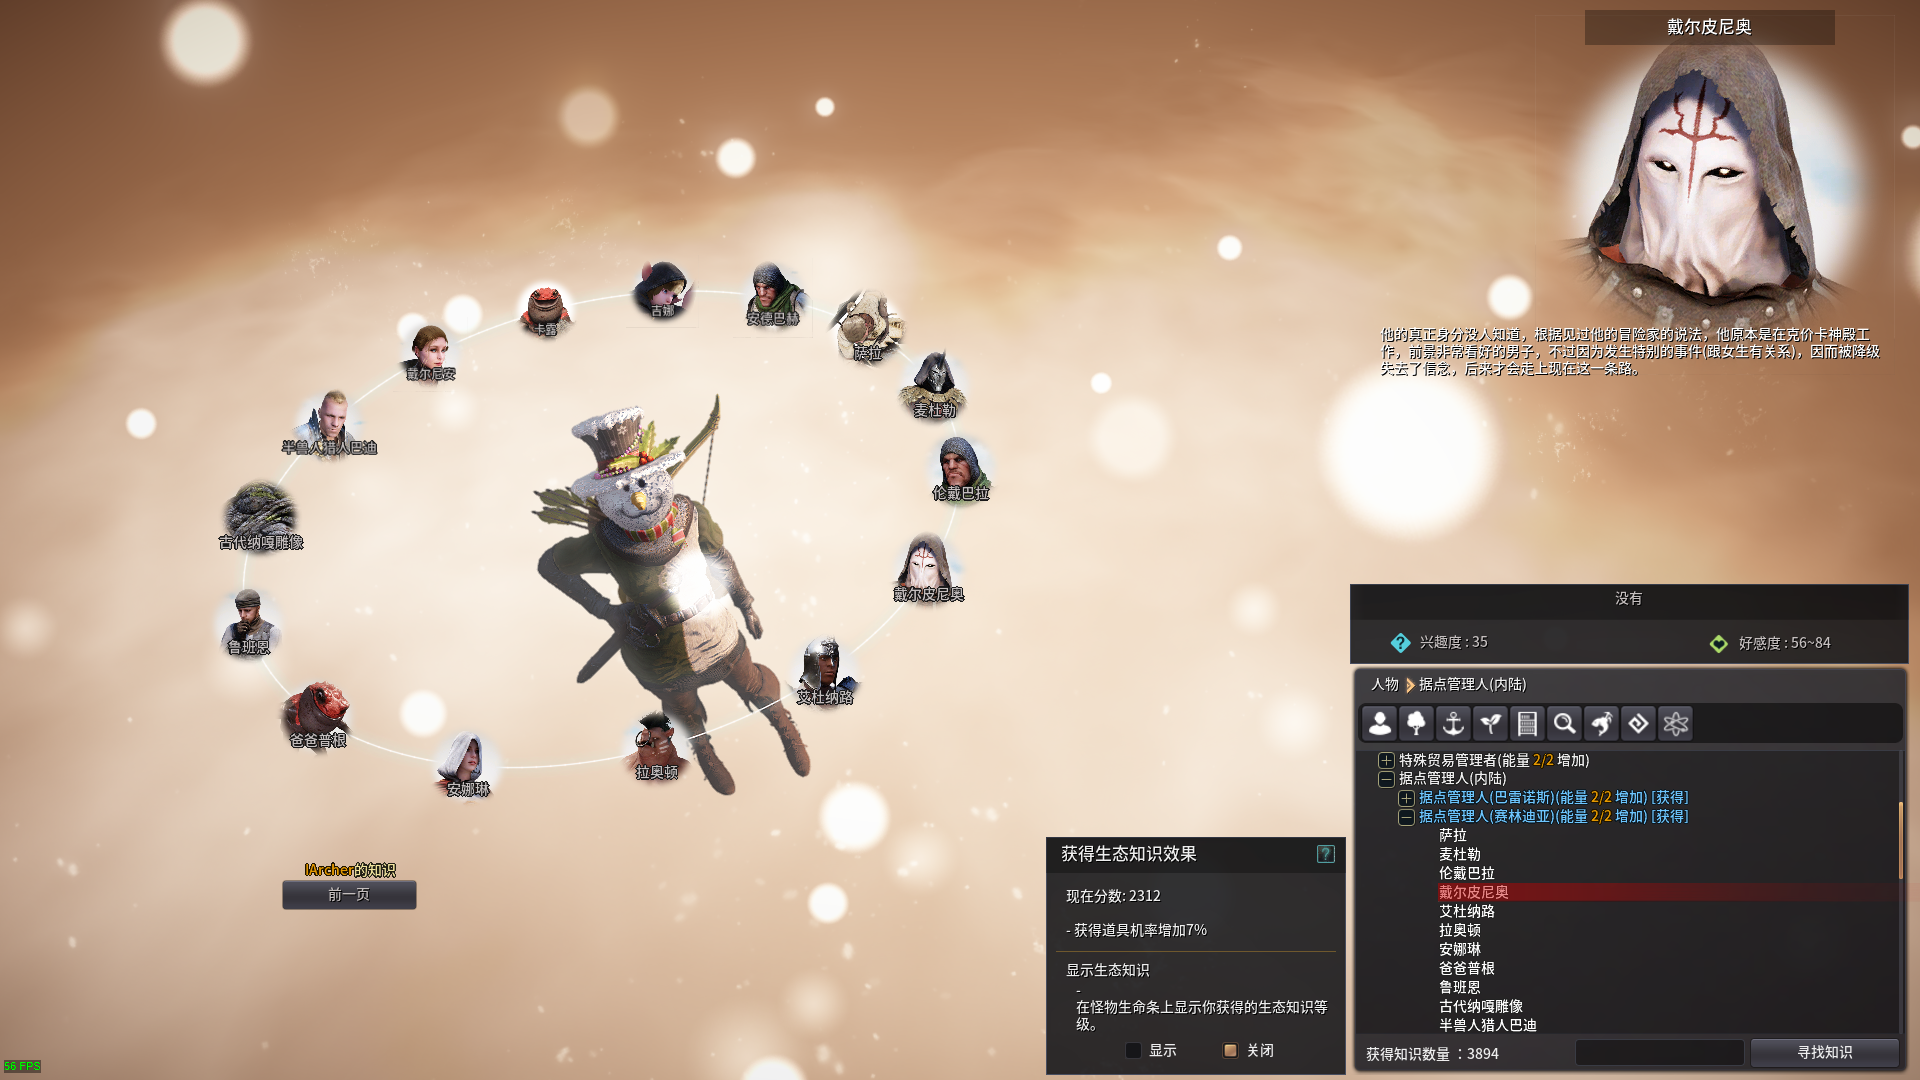 戴尔皮尼奥
他的真正身分没人知道，根据见过他的冒险家的说法，他原本是在克价卡神殿工
作，前景非常看好的男子，不过因为发生特别的事件(跟女生有关系)，因而被降级
失去了信念，后来才会走上现在这一条路。
吉娜
安德巴赫
卡露
萨拉
戴尔尼安
麦杜勒
半兽人猎人巴迪
伦戴巴拉
古代纳嘎雕像
戴尔皮尼奥
鲁班恩
艾杜纳路
爸爸普根
拉奥顿
安娜琳
lArcher的知识
前一页
没有
兴趣度 : 35
好感度 : 56~84
人物 据点管理人(内陆)
特殊贸易管理者(能量 2/2 增加)
据点管理人(内陆)
据点管理人(巴雷诺斯)(能量 2/2 增加) [获得]
据点管理人(赛林迪亚)(能量 2/2 增加) [获得]
萨拉
麦杜勒
伦戴巴拉
戴尔皮尼奥
艾杜纳路
拉奥顿
安娜琳
爸爸普根
鲁班恩
古代纳嘎雕像
半兽人猎人巴迪
获得知识数量 : 3894
寻找知识
获得生态知识效果
?
现在分数: 2312
- 获得道具机率增加7%
显示生态知识
-
在怪物生命条上显示你获得的生态知识等
级。
显示
关闭
56 FPS